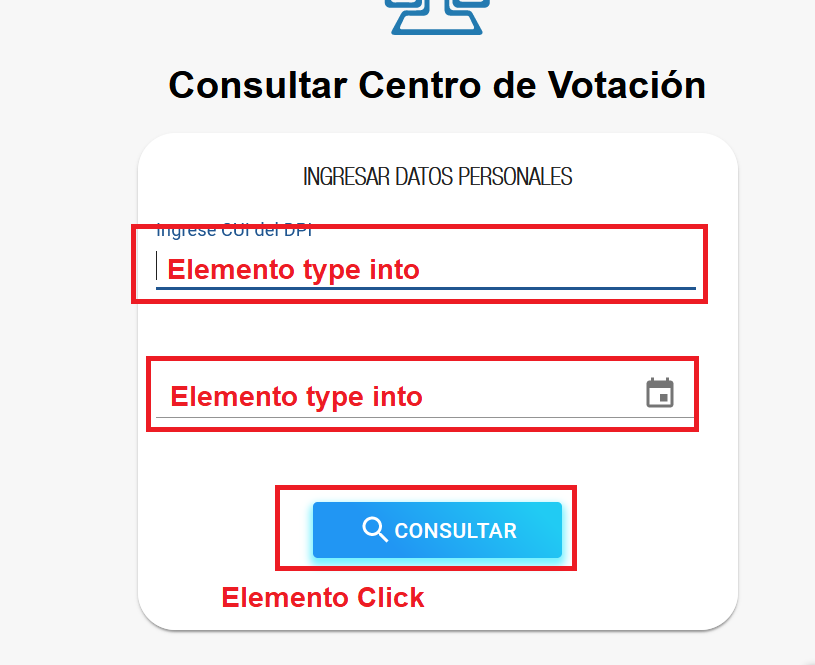 Consultar Centro de Votación
INGRESAR DATOS PERSONALES
Ingrese CUI del DPI
Elemento type into
Elemento type into
CONSULTAR
Elemento Click